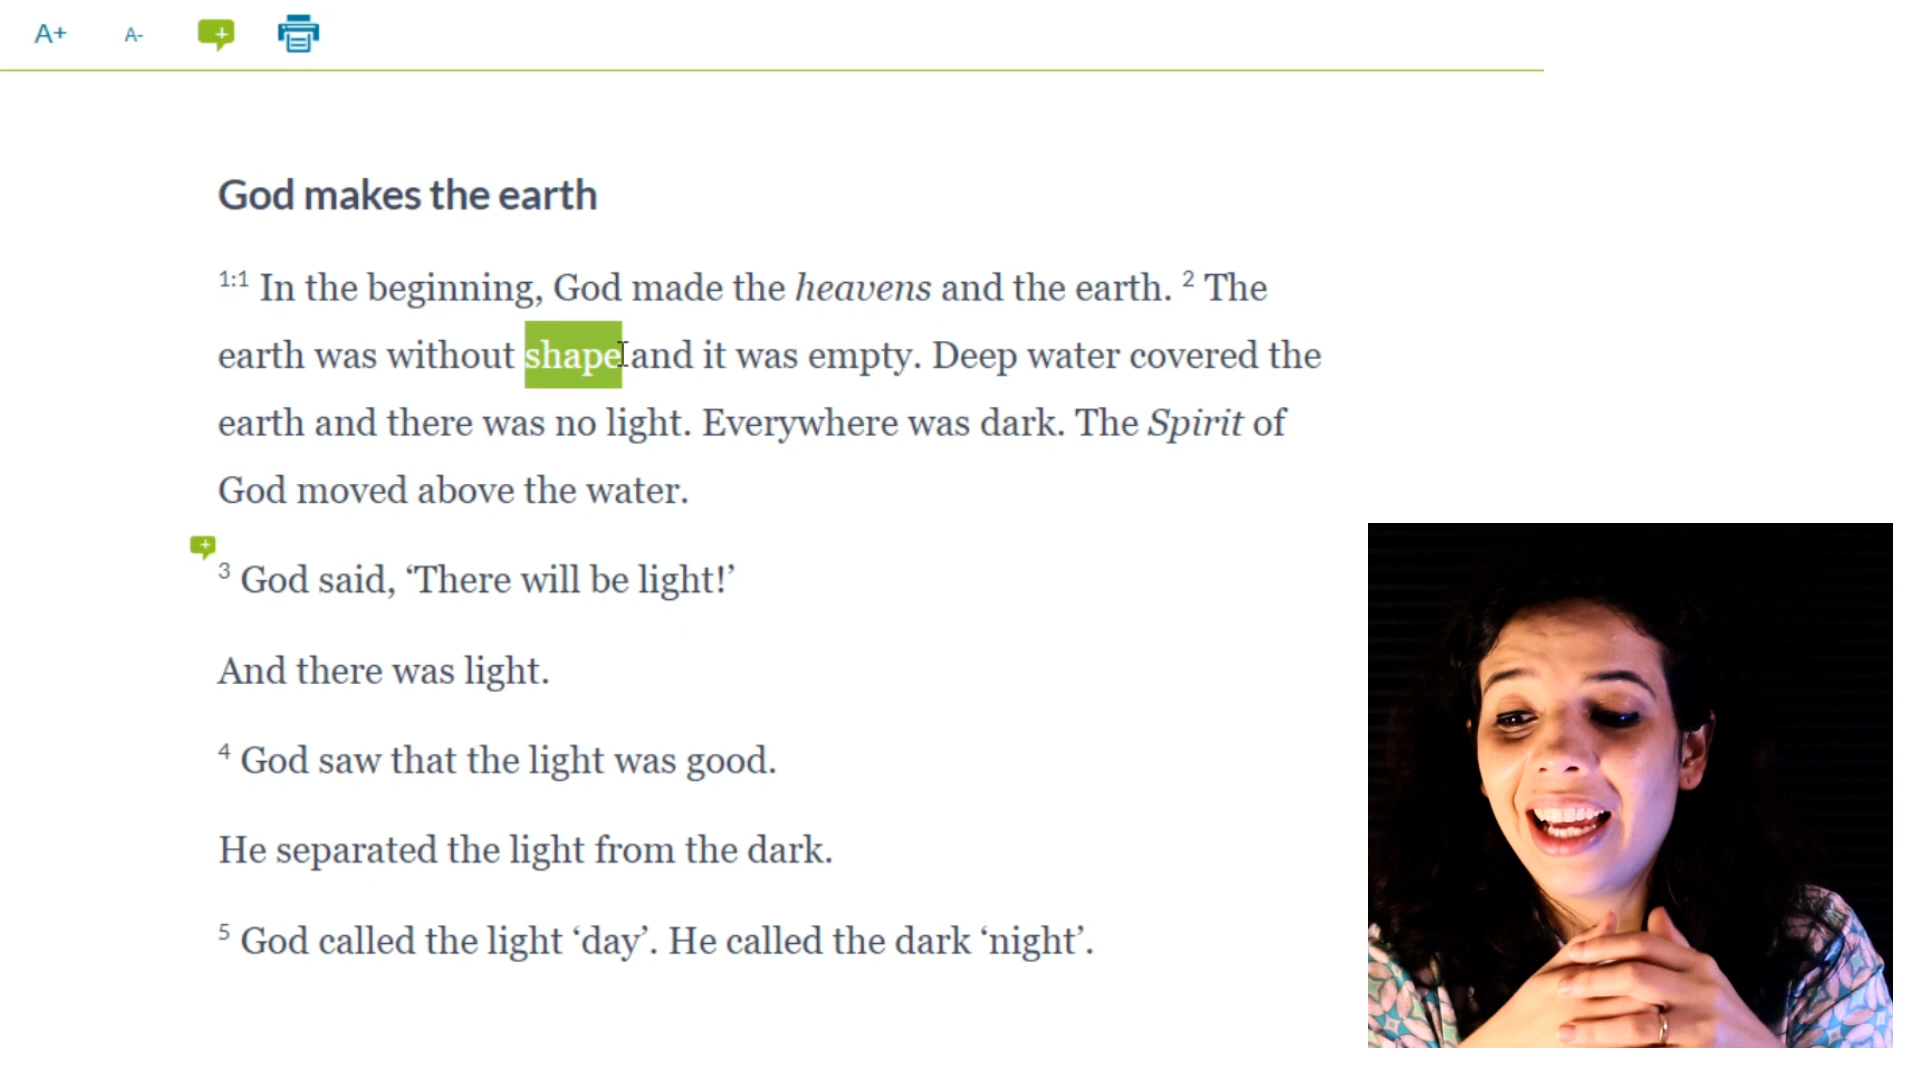 A+ A-
God makes the earth
1:1 In the beginning, God made the heavens and the earth. 2 The
earth was without shape and it was empty. Deep water covered the
earth and there was no light. Everywhere was dark. The Spirit of
God moved above the water.
3 God said, ‘There will be light!’
And there was light.
4 God saw that the light was good.
He separated the light from the dark.
5 God called the light ‘day’. He called the dark ‘night’.